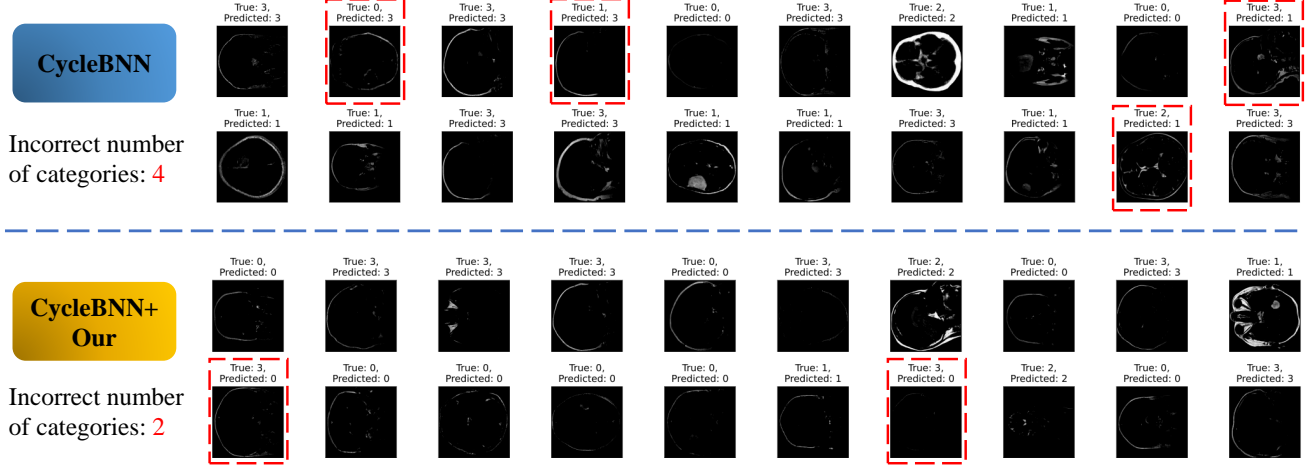 True: 3,
Predicted: 3
True: 0,
Predicted: 3
True: 3,
Predicted: 3
True: 1,
Predicted: 3
True: 0,
Predicted: 0
True: 3,
Predicted: 3
True: 2,
Predicted: 2
True: 1,
Predicted: 1
True: 0,
Predicted: 0
True: 3,
Predicted: 1
CycleBNN
Incorrect number
of categories: 4
True: 1,
Predicted: 1
True: 1,
Predicted: 1
True: 3,
Predicted: 3
True: 3,
Predicted: 3
True: 1,
Predicted: 1
True: 1,
Predicted: 1
True: 3,
Predicted: 3
True: 1,
Predicted: 1
True: 2,
Predicted: 1
True: 3,
Predicted: 3
True: 0,
Predicted: 0
True: 3,
Predicted: 3
True: 3,
Predicted: 3
True: 3,
Predicted: 3
True: 0,
Predicted: 0
True: 3,
Predicted: 3
True: 2,
Predicted: 2
True: 0,
Predicted: 0
True: 3,
Predicted: 3
True: 1,
Predicted: 1
CycleBNN+
Our
Incorrect number
of categories: 2
True: 3,
Predicted: 0
True: 0,
Predicted: 0
True: 0,
Predicted: 0
True: 0,
Predicted: 0
True: 0,
Predicted: 0
True: 1,
Predicted: 1
True: 3,
Predicted: 0
True: 2,
Predicted: 2
True: 0,
Predicted: 0
True: 3,
Predicted: 3